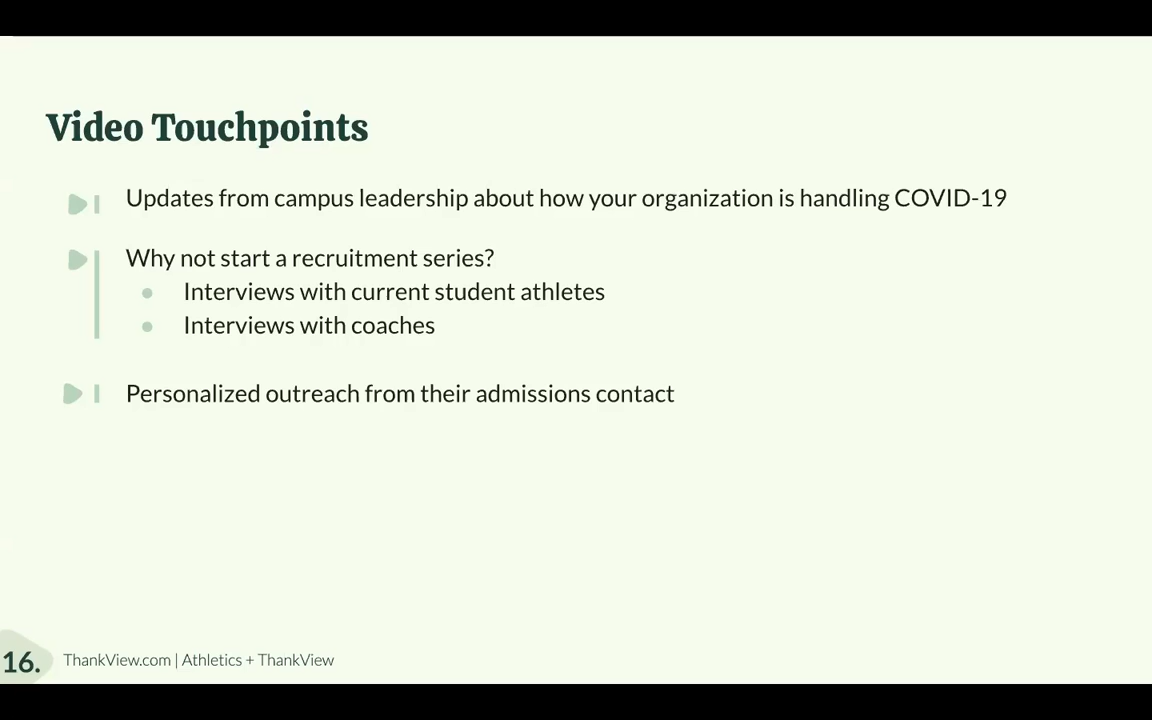 Video Touchpoints
Updates from campus leadership about how your organization is handling COVID-19
Why not start a recruitment series?
Interviews with current student athletes
Interviews with coaches
Personalized outreach from their admissions contact
16.
ThankView.com | Athletics + ThankView